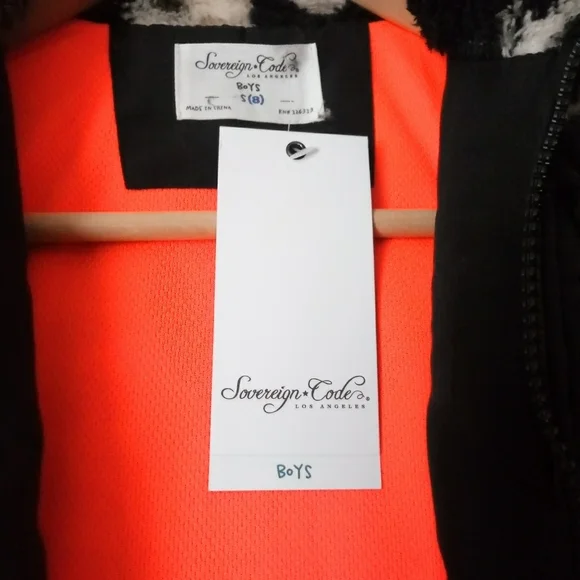 Sovereign★Code
LOS ANGELES
BOYS
S(8)
MADE IN CHINA
Sovereign★Code®
LOS ANGELES
BOYS